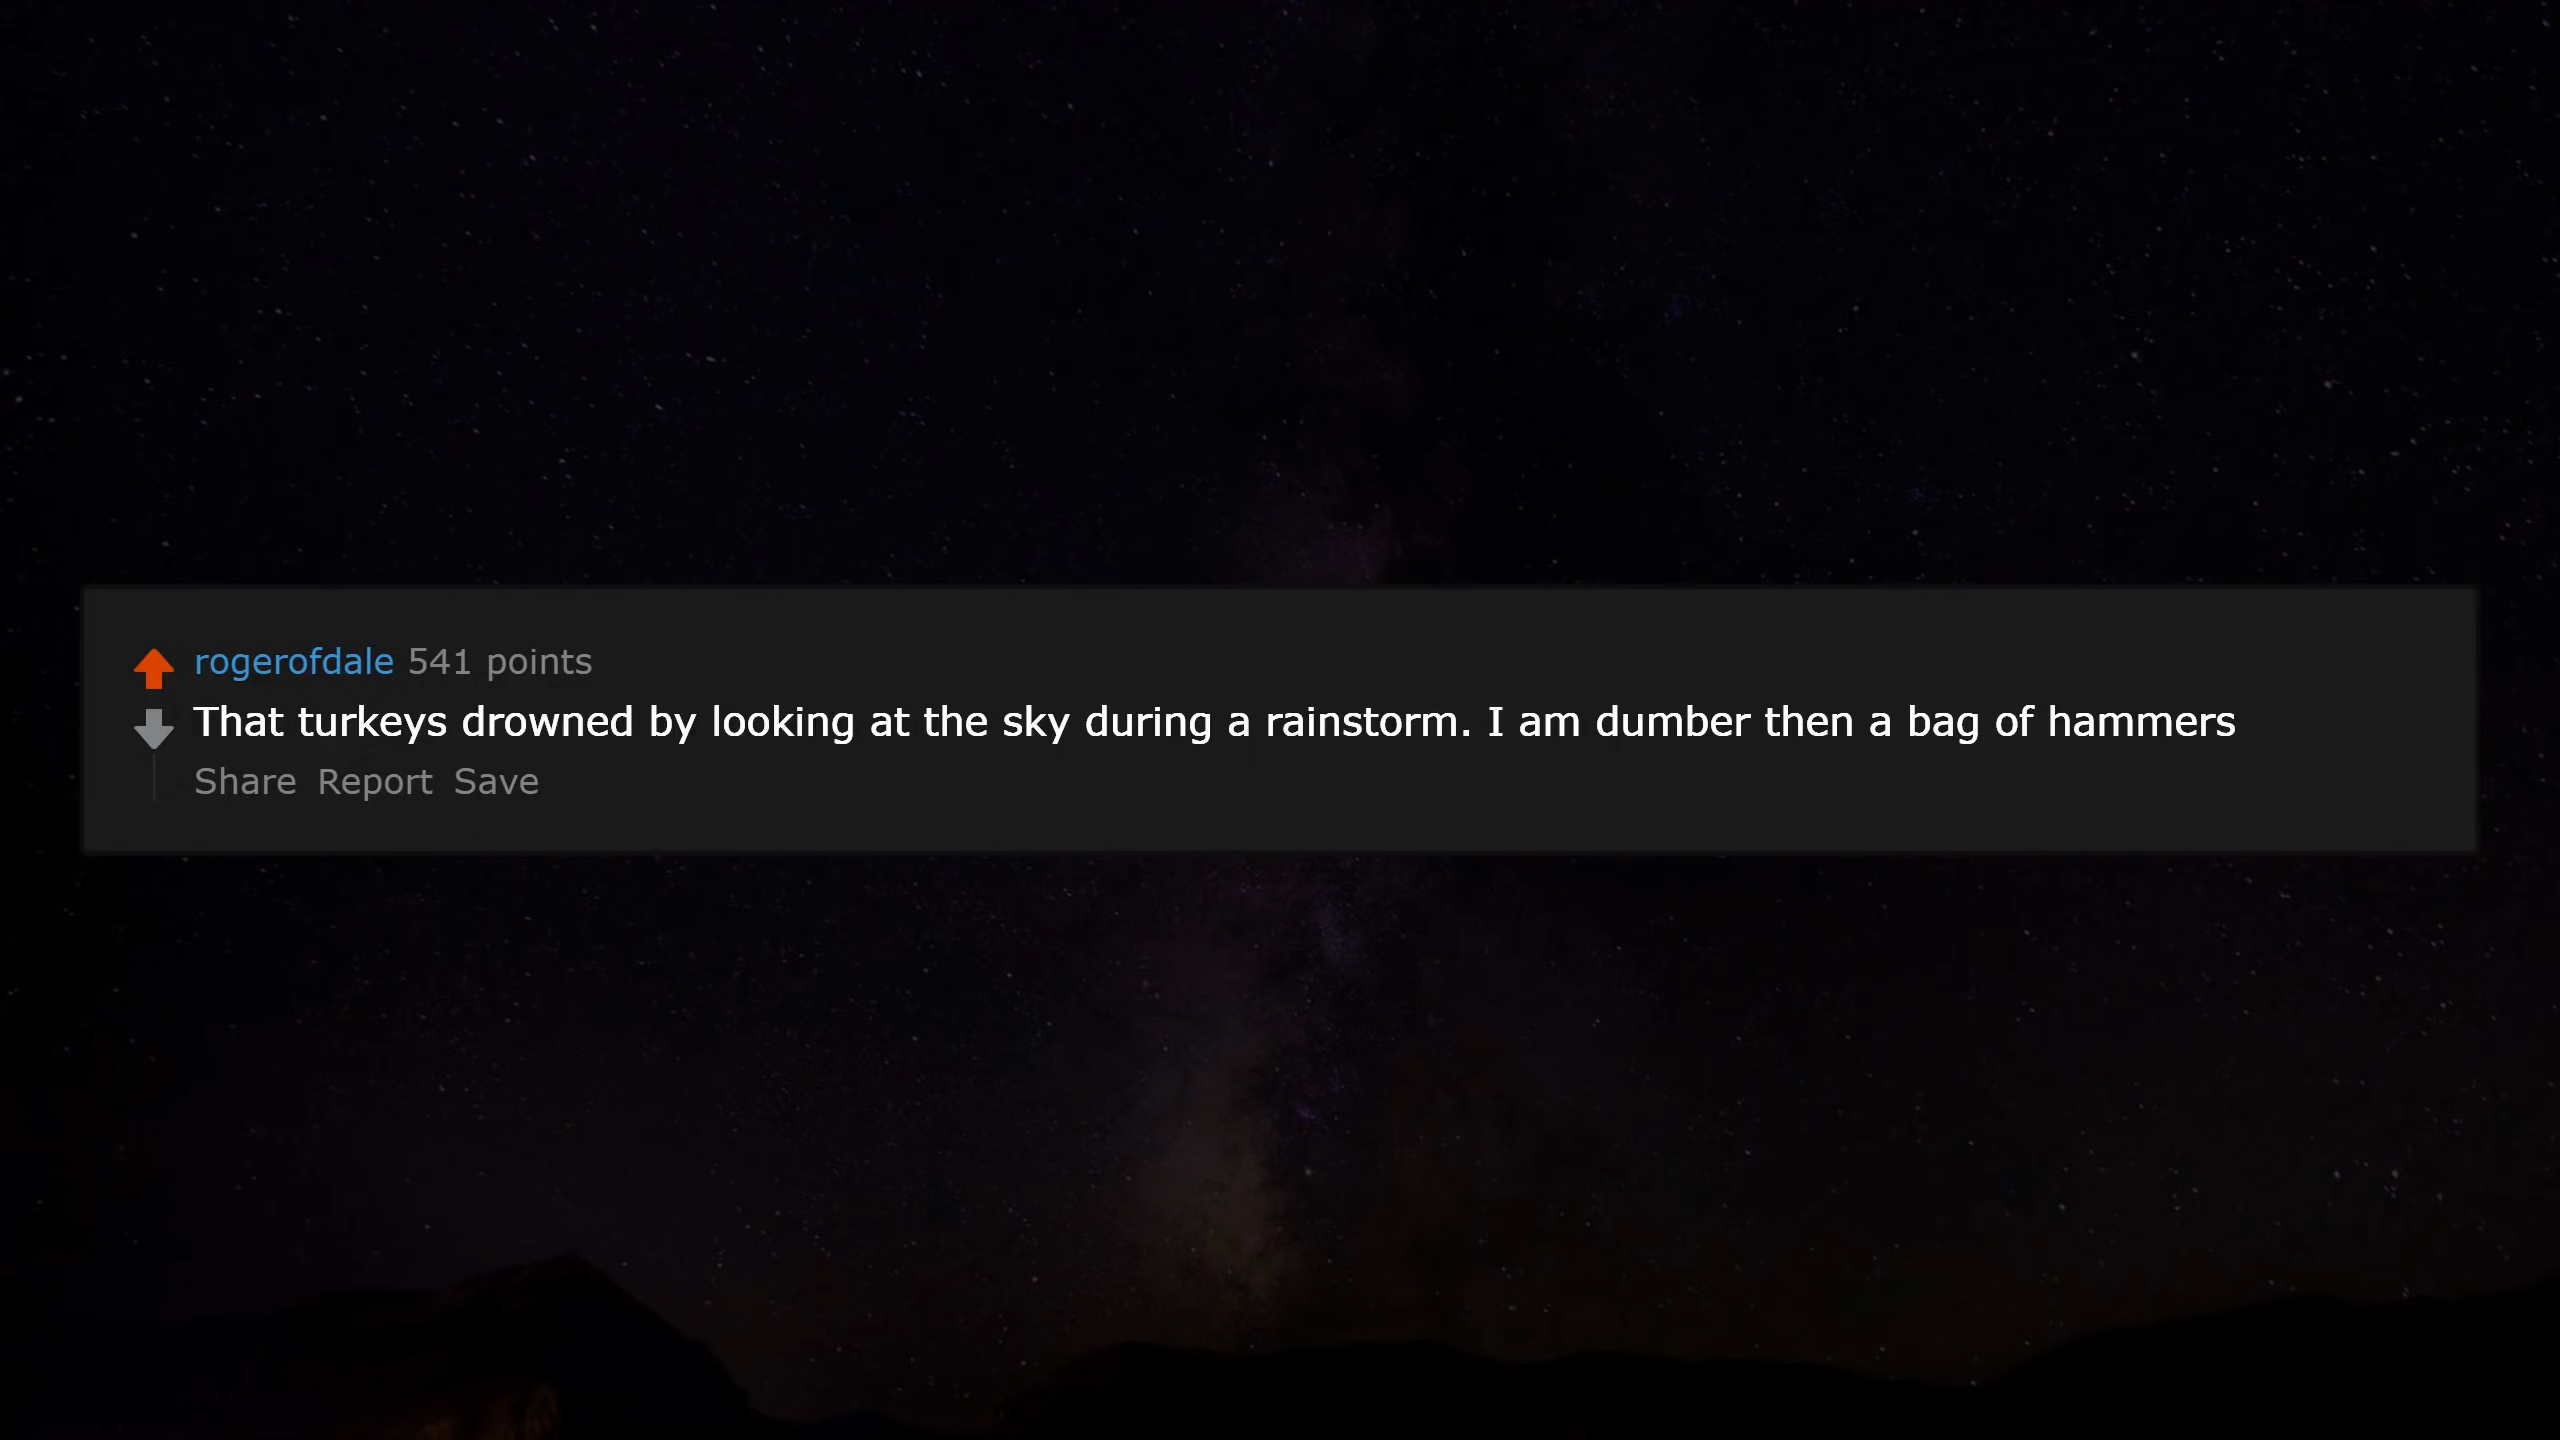 rogerofdale 541 points
That turkeys drowned by looking at the sky during a rainstorm. I am dumber then a bag of hammers
Share Report Save